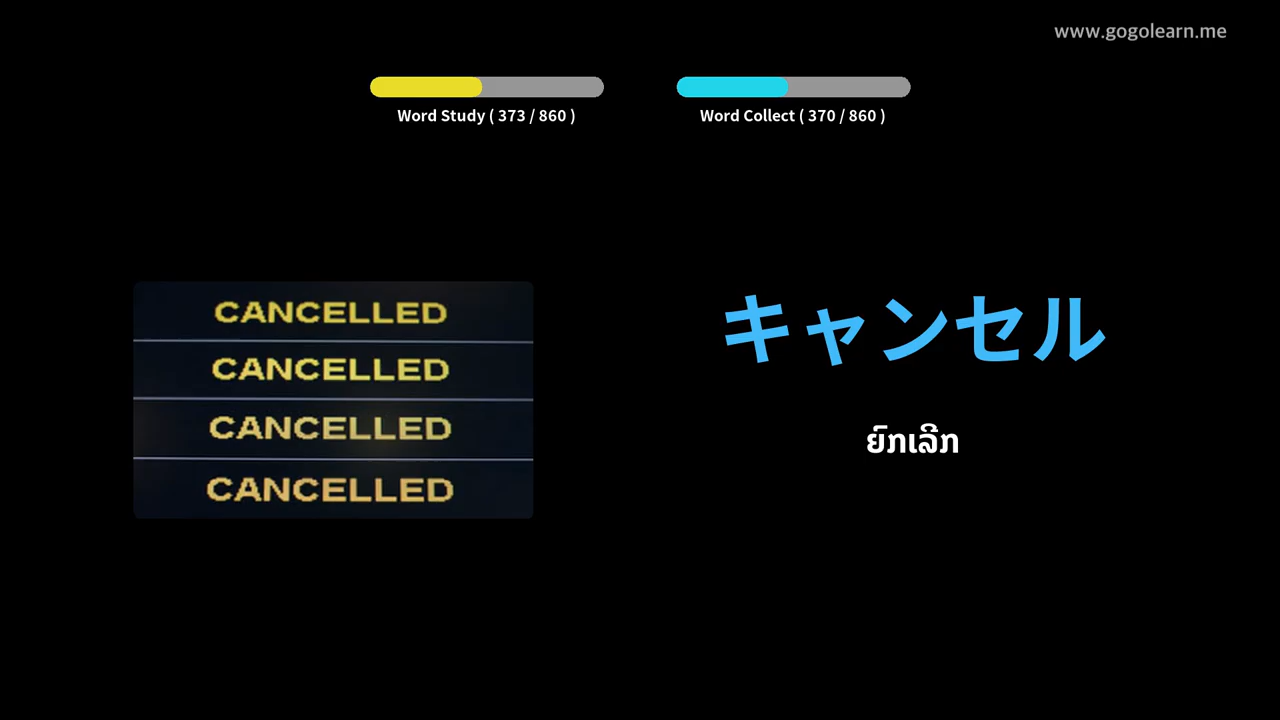 www.gogolearn.me
Word Study ( 373 / 860 )
Word Collect ( 370 / 860 )
CANCELLED
CANCELLED
CANCELLED
CANCELLED
キャンセル
ຍົກເລີກ